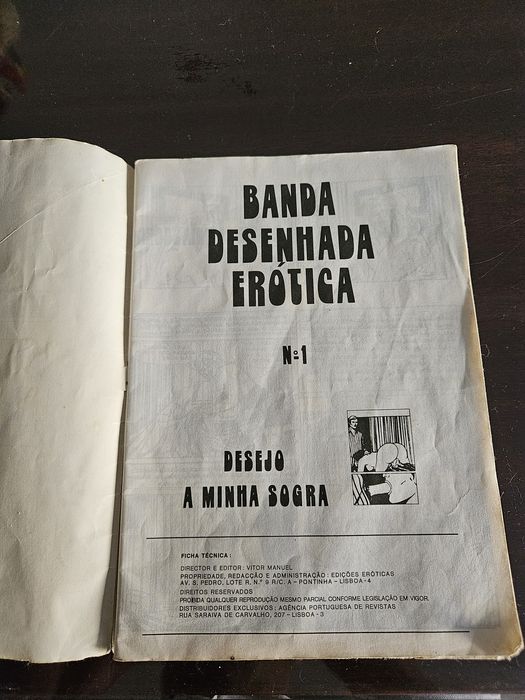 BANDA
DESENHADA
ERÓTICA
Nº1
DESEJO
A MINHA SOGRA
FICHA TÉCNICA :
DIRECTOR E EDITOR : VITOR MANUEL
PROPRIEDADE, REDACÇÃO E ADMINISTRAÇÃO : EDIÇÕES ERÓTICAS
AV. S. PEDRO, LOTE R, N.º 9 R/C. A – PONTINHA – LISBOA - 4
DIREITOS RESERVADOS
PROIBIDA QUALQUER REPRODUÇÃO MESMO PARCIAL CONFORME LEGISLAÇÃO EM VIGOR.
DISTRIBUIDORES EXCLUSIVOS : AGÊNCIA PORTUGUESA DE REVISTAS
RUA SARAIVA DE CARVALHO, 207 – LISBOA - 3